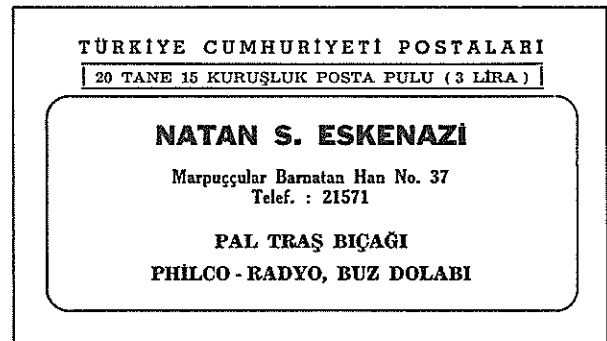 TÜRKİYE CUMHURİYETİ POSTALARI
20 TANE 15 KURUŞLUK POSTA PULU ( 3 LİRA )
NATAN S. ESKENAZİ
Marpuççular Barnatan Han No. 37
Telef. : 21571
PAL TRAŞ BIÇAĞI
PHİLCO - RADYO, BUZ DOLABI